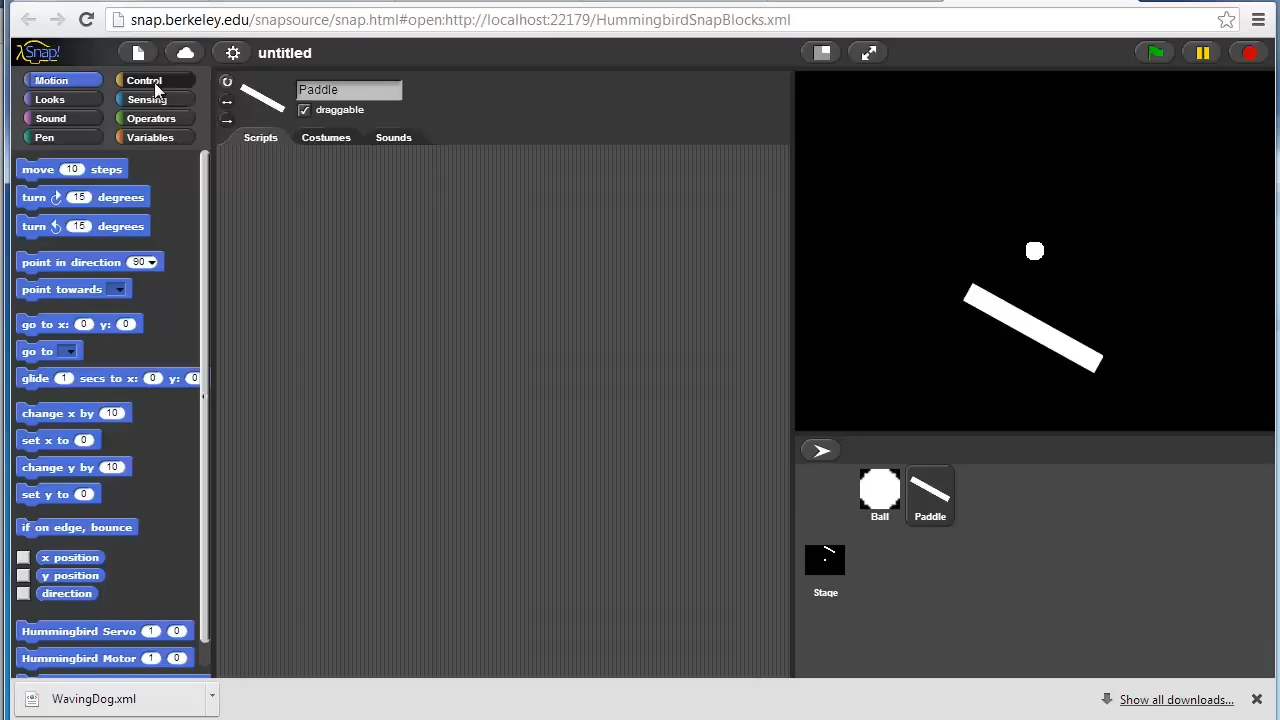 snap.berkeley.edu/snapsource/snap.html#open:http://localhost:22179/HummingbirdSnapBlocks.xml
Snap!
untitled
Motion Control
Looks Sensing
Sound Operators
Pen Variables
Paddle
draggable
Scripts Costumes Sounds
move 10 steps
turn 15 degrees
turn 15 degrees
point in direction 90
point towards
go to x: 0 y: 0
go to
glide 1 secs to x: 0 y: 0
change x by 10
set x to 0
change y by 10
set y to 0
if on edge, bounce
x position
y position
direction
Hummingbird Servo 1 0
Hummingbird Motor 1 0
Ball Paddle
Stage
WavingDog.xml
Show all downloads...